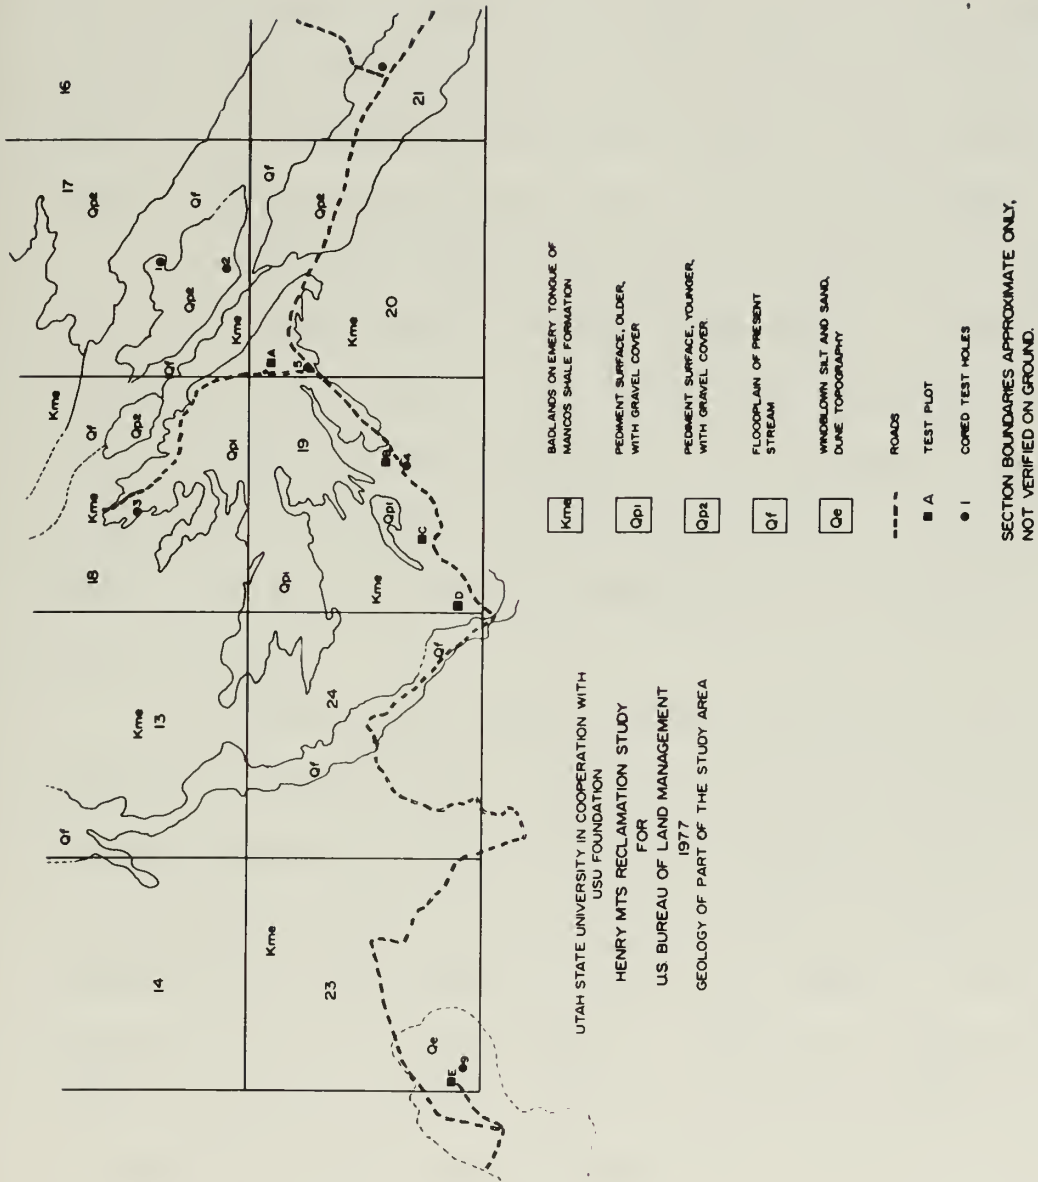 16
17
Qp2
Qf
Kme
1
Qp2
2
Qf
Qp2
Kme
3
18
Qf
Kme
13
Qf
14
Qf
Qp2
21
Kme
A
5
Kme
20
Qp1
19
B
4
Qp1
C
Qp1
Kme
D
Qf
24
Qf
Kme
23
Qe
E
9
UTAH STATE UNIVERSITY IN COOPERATION WITH
USU FOUNDATION
HENRY MTS RECLAMATION STUDY
FOR
U.S. BUREAU OF LAND MANAGEMENT
1977
GEOLOGY OF PART OF THE STUDY AREA
Kme BADLANDS ON EMERY TONGUE OF
MANCOS SHALE FORMATION
Qp1 PEDIMENT SURFACE, OLDER,
WITH GRAVEL COVER
Qp2 PEDIMENT SURFACE, YOUNGER,
WITH GRAVEL COVER
Qf FLOODPLAIN OF PRESENT
STREAM
Qe WINDBLOWN SILT AND SAND,
DUNE TOPOGRAPHY
ROADS
A TEST PLOT
1 CORED TEST HOLES
SECTION BOUNDARIES APPROXIMATE ONLY,
NOT VERIFIED ON GROUND.